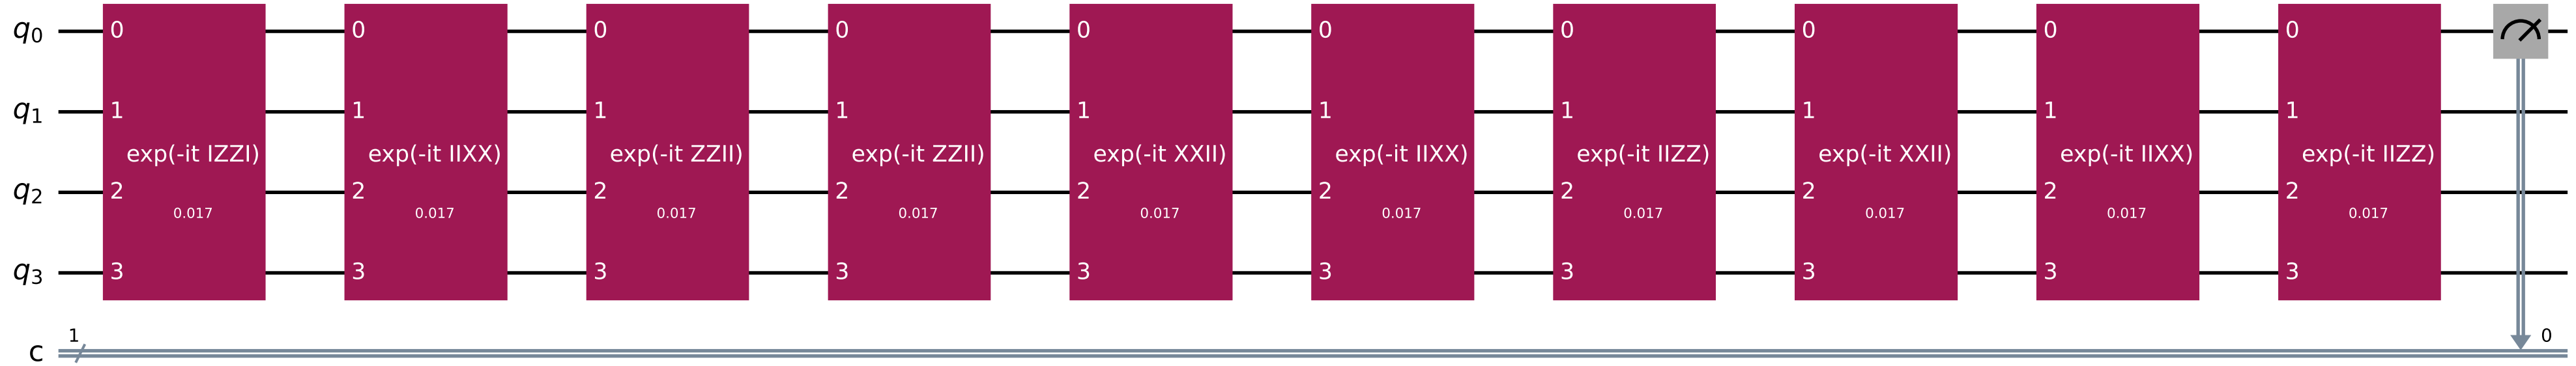 q0 0 0 0 0 0 0 0 0 0 0
q1 1 1 1 1 1 1 1 1 1 1
exp(-it IZZI) exp(-it IIXX) exp(-it ZZII) exp(-it ZZII) exp(-it XXII) exp(-it IIXX) exp(-it IIZZ) exp(-it XXII) exp(-it IIXX) exp(-it IIZZ)
q2 2 2 2 2 2 2 2 2 2 2
0.017 0.017 0.017 0.017 0.017 0.017 0.017 0.017 0.017 0.017
q3 3 3 3 3 3 3 3 3 3 3
1 0
c